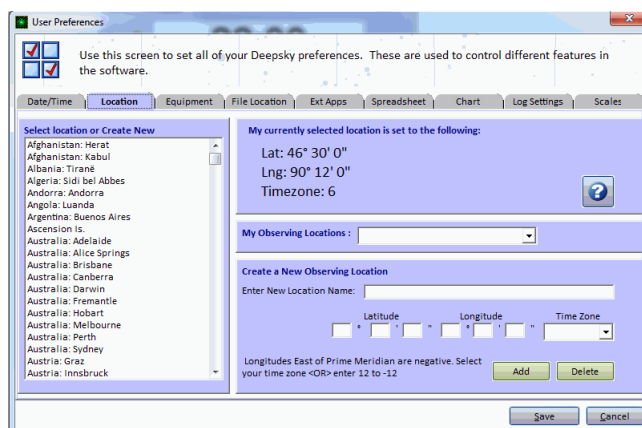 User Preferences
Use this screen to set all of your Deepsky preferences. These are used to control different features in
the software.
Date/Time
Location
Equipment
File Location
Ext Apps
Spreadsheet
Chart
Log Settings
Scales
Select location or Create New
Afghanistan: Herat
Afghanistan: Kabul
Albania: Tiranë
Algeria: Sidi bel Abbes
Andorra: Andorra
Angola: Luanda
Argentina: Buenos Aires
Ascension Is.
Australia: Adelaide
Australia: Alice Springs
Australia: Brisbane
Australia: Canberra
Australia: Darwin
Australia: Fremantle
Australia: Hobart
Australia: Melbourne
Australia: Perth
Australia: Sydney
Austria: Graz
Austria: Innsbruck
My currently selected location is set to the following:
Lat: 46° 30' 0"
Lng: 90° 12' 0"
Timezone: 6
?
My Observing Locations :
Create a New Observing Location
Enter New Location Name:
Latitude
Longitude
Time Zone
° ' " ° ' "
Longitudes East of Prime Meridian are negative. Select
your time zone <OR> enter 12 to -12
Add
Delete
Save
Cancel